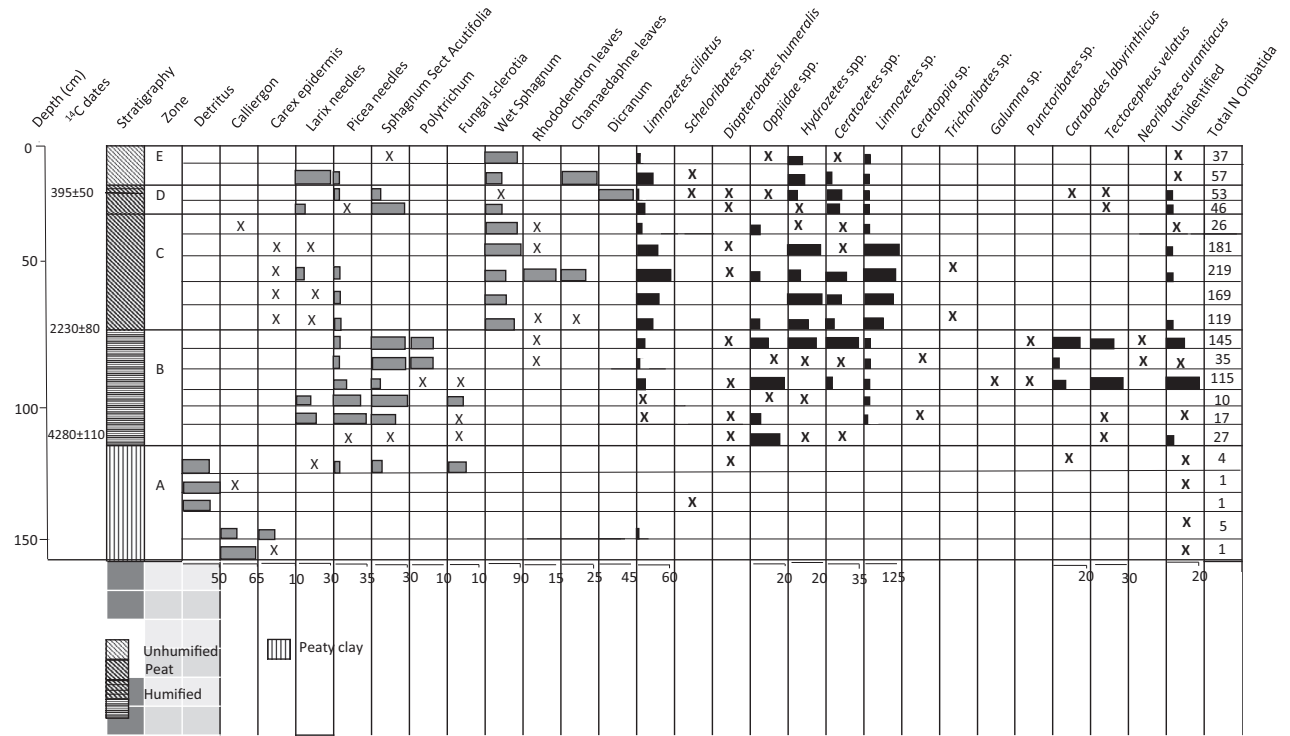 Depth (cm)
¹⁴C dates
Stratigraphy
Zone
Detritus
Calliergon
Carex epidermis
Larix needles
Picea needles
Sphagnum Sect Acutifolia
Polytrichum
Fungal sclerotia
Wet Sphagnum
Rhododendron leaves
Chamaedaphne leaves
Dicranum
Limnozetes ciliatus
Scheloribates sp.
Diapterobates humeralis
Oppiidae spp.
Hydrozetes spp.
Ceratozetes spp.
Limnozetes sp.
Ceratoppia sp.
Trichoribates sp.
Galumna sp.
Punctoribates sp.
Carabodes labyrinthicus
Tectocepheus velatus
Neoribates aurantiacus
Unidentified
Total N Oribatida
0 E X X X X 37
X X 57
395±50 D X X X X X X 53
X X X X 46
X X X X X 26
C X X X X X 181
50 X X X 219
X X 169
2230±80 X X X X X 119
X X X X 145
X X X X X X X 35
B X X X X X 115
100 X X X 10
X X X X X X 17
4280±110 X X X X X X X 27
X X X X 4
A X X 1
X 1
X 5
150 X X 1
50 65 10 30 35 30 10 10 90 15 25 45 60 20 20 35 125 20 30 20
Unhumified
Peat
Humified
Peaty clay